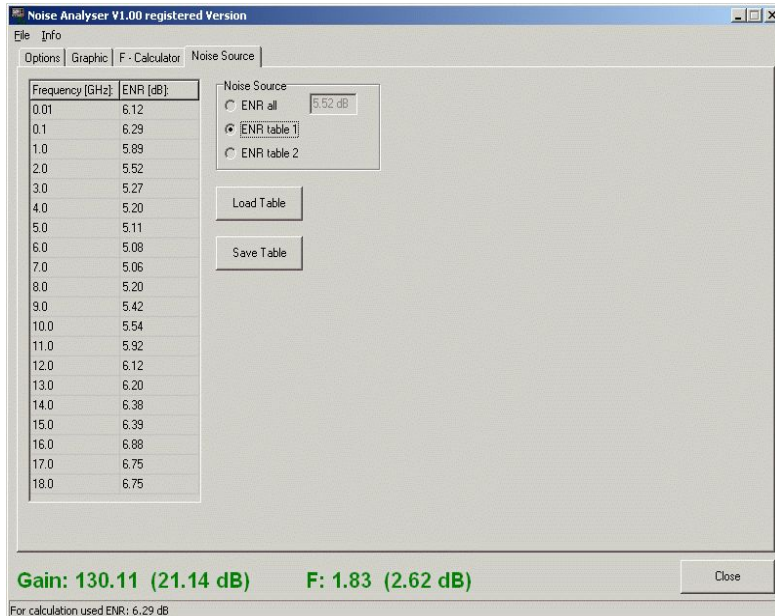 Noise Analyser V1.00 registered Version
File Info
Options Graphic F - Calculator Noise Source
Frequency [GHz]: ENR [dB]:
0.01 6.12
0.1 6.29
1.0 5.89
2.0 5.52
3.0 5.27
4.0 5.20
5.0 5.11
6.0 5.08
7.0 5.06
8.0 5.20
9.0 5.42
10.0 5.54
11.0 5.92
12.0 6.12
13.0 6.20
14.0 6.38
15.0 6.39
16.0 6.88
17.0 6.75
18.0 6.75
Noise Source
ENR all 5.52 dB
ENR table 1
ENR table 2
Load Table
Save Table
Gain: 130.11 (21.14 dB) F: 1.83 (2.62 dB)
Close
For calculation used ENR: 6.29 dB